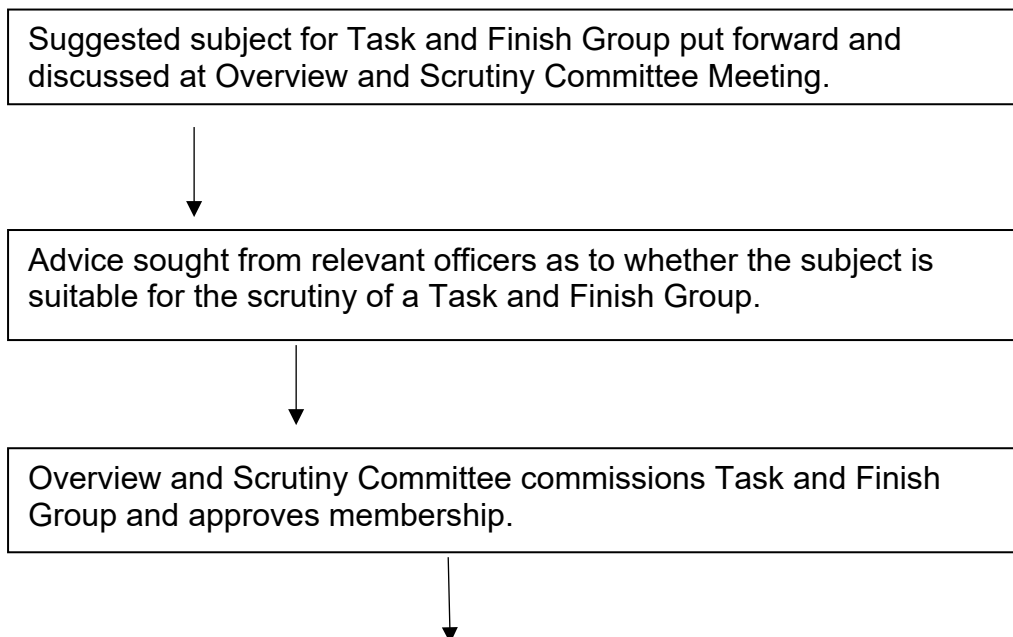 Suggested subject for Task and Finish Group put forward and
discussed at Overview and Scrutiny Committee Meeting.
Advice sought from relevant officers as to whether the subject is
suitable for the scrutiny of a Task and Finish Group.
Overview and Scrutiny Committee commissions Task and Finish
Group and approves membership.